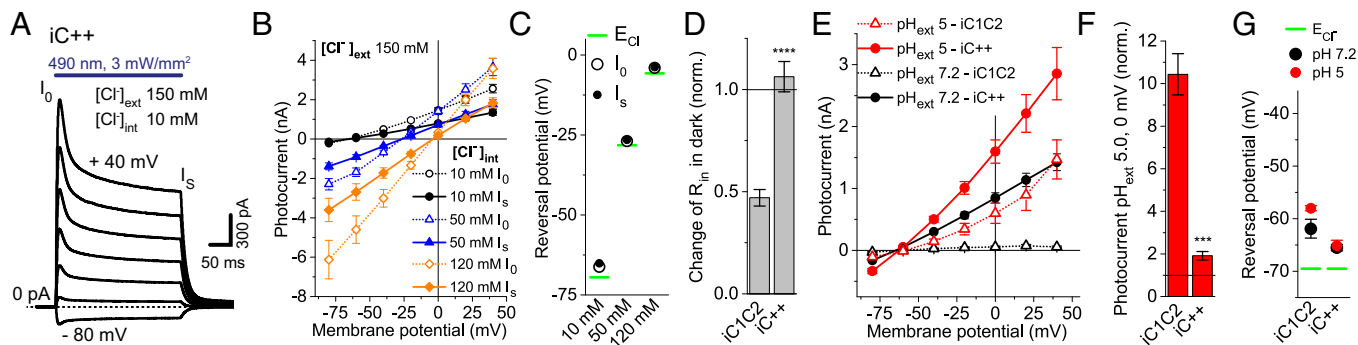 A
iC++
490 nm, 3 mW/mm²
I₀
[Cl-]ext 150 mM
[Cl-]int 10 mM
+ 40 mV
Iₛ
300 pA
50 ms
0 pA
- 80 mV
B
[Cl⁻]ext 150 mM
Photocurrent (nA)
6
4
2
0
-2
-4
-6
-8
-75 -50 -25 0 25 50
Membrane potential (mV)
[Cl⁻]int
10 mM I₀
10 mM Iₛ
50 mM I₀
50 mM Iₛ
120 mM I₀
120 mM Iₛ
C
E_Cl
I₀
Iₛ
Reversal potential (mV)
0
-25
-50
-75
10 mM
50 mM
120 mM
D
****
Change of Rin in dark (norm.)
1.0
0.5
0.0
iC1C2
iC++
E
pHext 5 - iC1C2
pHext 5 - iC++
pHext 7.2 - iC1C2
pHext 7.2 - iC++
Photocurrent (nA)
3
2
1
0
-75 -50 -25 0 25 50
Membrane potential (mV)
F
Photocurrent pHext 5.0, 0 mV (norm.)
12
10
8
6
4
2
0
***
iC1C2
iC++
G
E_Cl⁻
pH 7.2
pH 5
Reversal potential (mV)
-40
-50
-60
-70
iC1C2
iC++